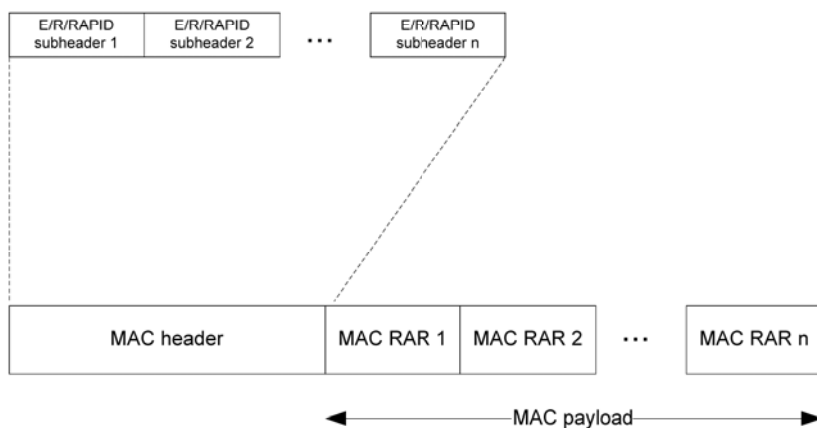 E/R/RAPID
subheader 1
E/R/RAPID
subheader 2
...
E/R/RAPID
subheader n
MAC header
MAC RAR 1
MAC RAR 2
...
MAC RAR n
MAC payload